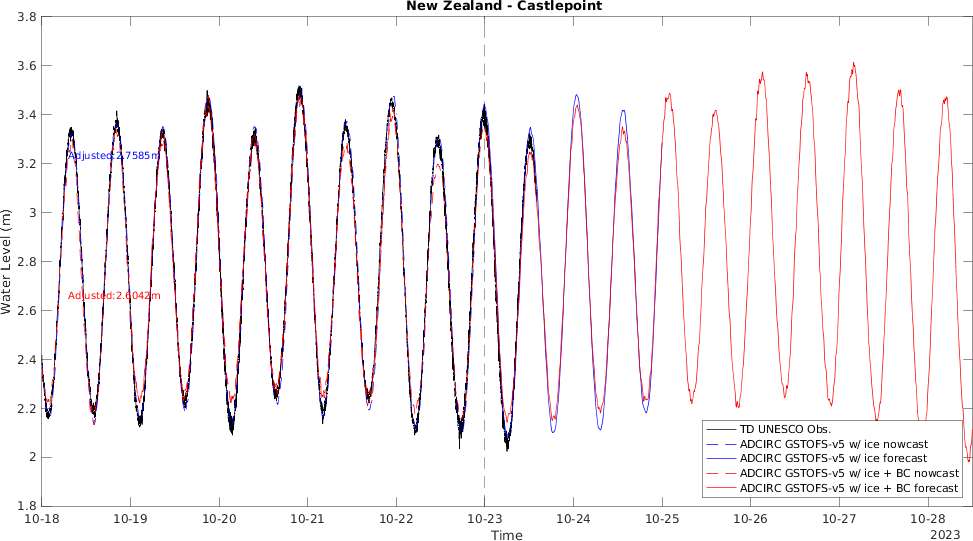 New Zealand - Castlepoint
3.8
3.6
3.4
3.2
3
2.8
2.6
2.4
2.2
2
1.8
Water Level (m)
Adjusted:2.7585m
Adjusted:2.6042m
TD UNESCO Obs.
ADCIRC GSTOFS-v5 w/ ice nowcast
ADCIRC GSTOFS-v5 w/ ice forecast
ADCIRC GSTOFS-v5 w/ ice + BC nowcast
ADCIRC GSTOFS-v5 w/ ice + BC forecast
10-18 10-19 10-20 10-21 10-22 10-23 10-24 10-25 10-26 10-27 10-28
Time
2023